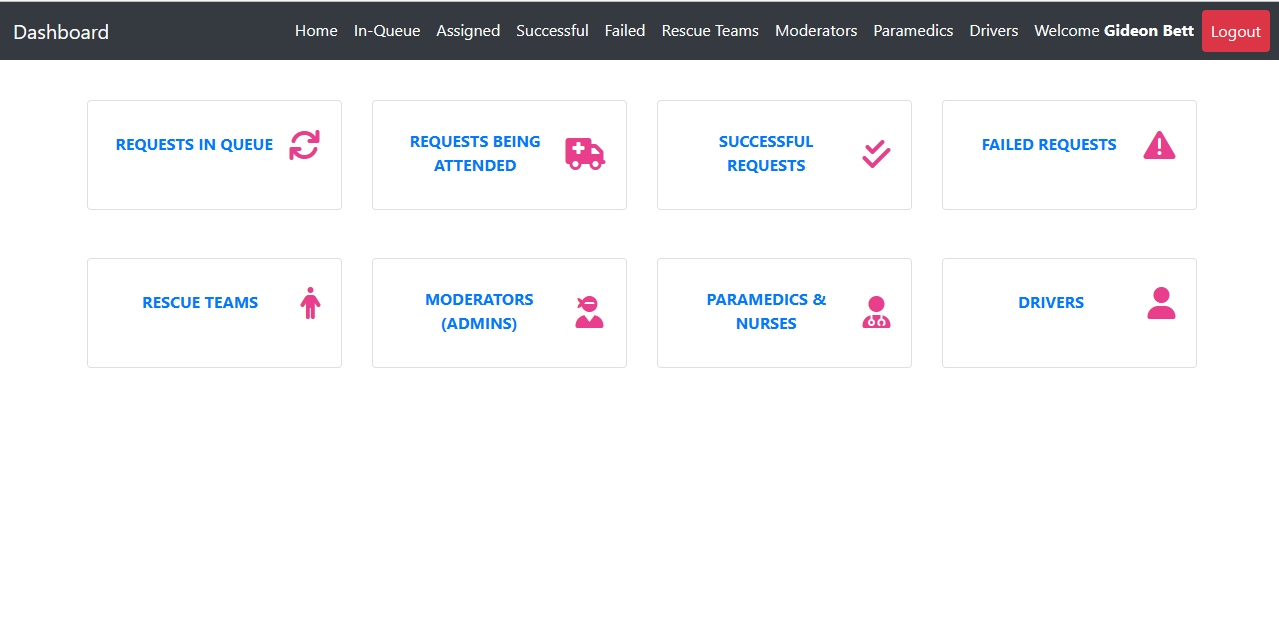 Dashboard Home In-Queue Assigned Successful Failed Rescue Teams Moderators Paramedics Drivers Welcome Gideon Bett Logout
REQUESTS IN QUEUE
REQUESTS BEING
ATTENDED
SUCCESSFUL
REQUESTS
FAILED REQUESTS
RESCUE TEAMS
MODERATORS
(ADMINS)
PARAMEDICS &
NURSES
DRIVERS